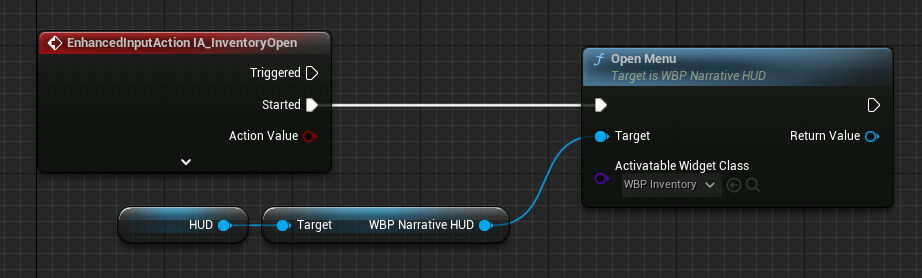 EnhancedInputAction IA_InventoryOpen
Triggered
Started
Action Value
f Open Menu
Target is WBP Narrative HUD
Target
Return Value
Activatable Widget Class
WBP Inventory
HUD
Target
WBP Narrative HUD